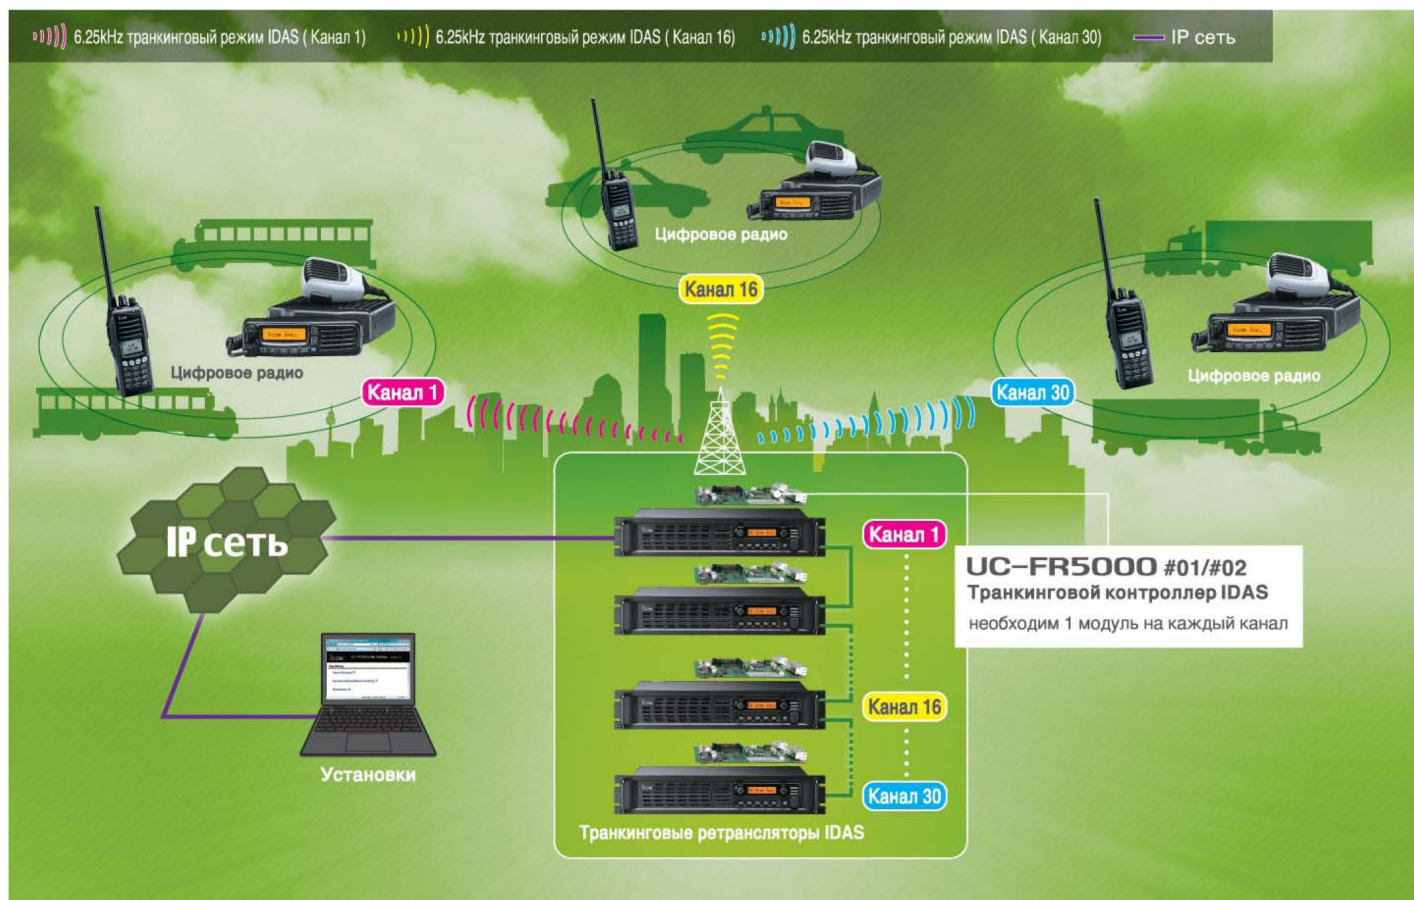 6.25kHz транкинговый режим IDAS ( Канал 1)
6.25kHz транкинговый режим IDAS ( Канал 16)
6.25kHz транкинговый режим IDAS ( Канал 30)
IP сеть
Цифровое радио
Канал 16
Цифровое радио
Канал 1
Цифровое радио
Канал 30
IP сеть
Канал 1
UC-FR5000 #01/#02
Транкинговой контроллер IDAS
необходим 1 модуль на каждый канал
Канал 16
Установки
Канал 30
Транкинговые ретрансляторы IDAS